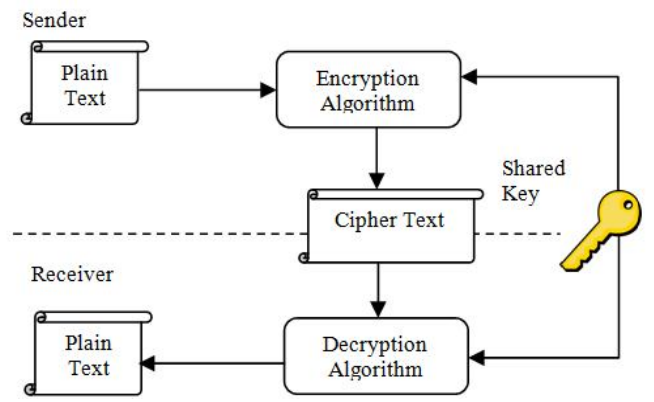 Sender
Plain
Text
Encryption
Algorithm
Shared
Key
Cipher Text
Receiver
Plain
Text
Decryption
Algorithm